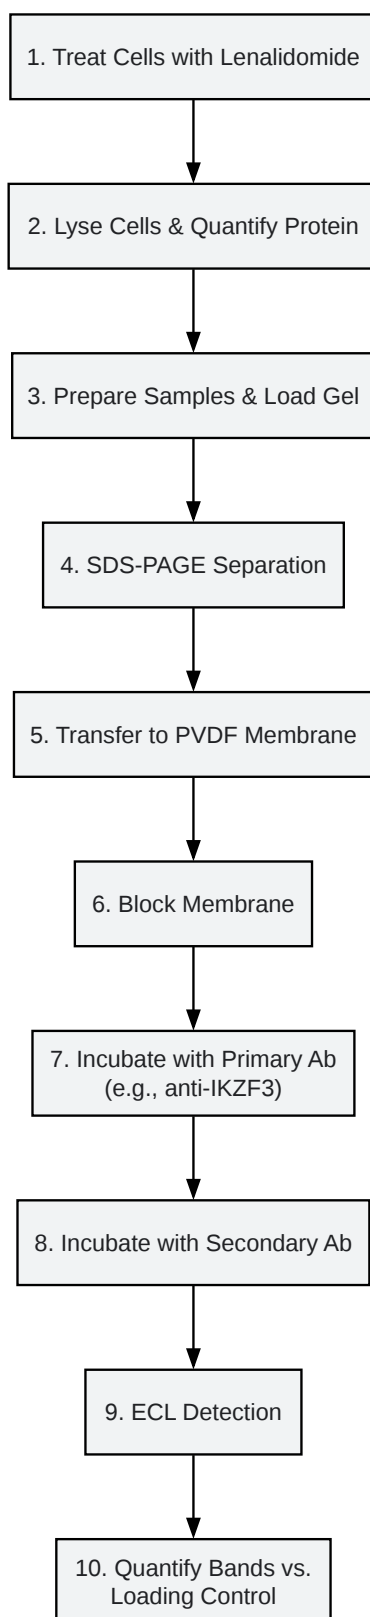 1. Treat Cells with Lenalidomide
2. Lyse Cells & Quantify Protein
3. Prepare Samples & Load Gel
4. SDS-PAGE Separation
5. Transfer to PVDF Membrane
6. Block Membrane
7. Incubate with Primary Ab
(e.g., anti-IKZF3)
8. Incubate with Secondary Ab
9. ECL Detection
10. Quantify Bands vs.
Loading Control